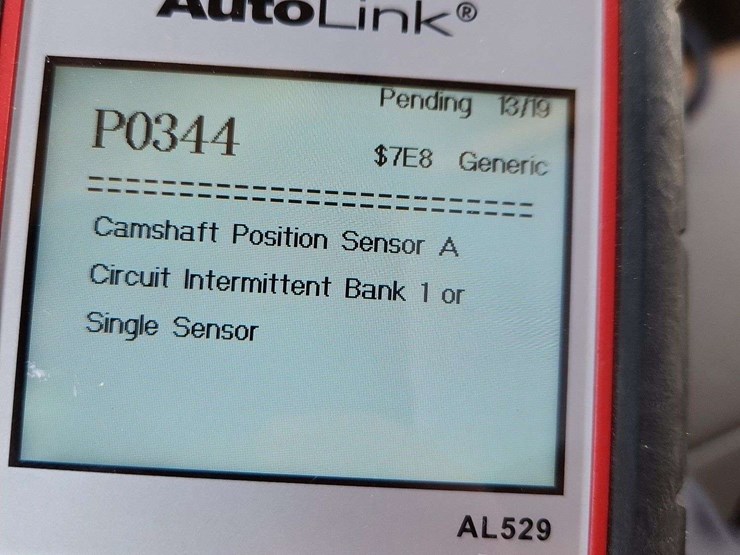 AutoLink®
Pending 13/19
P0344
$7E8 Generic
==============================
Camshaft Position Sensor A
Circuit Intermittent Bank 1 or
Single Sensor
AL529